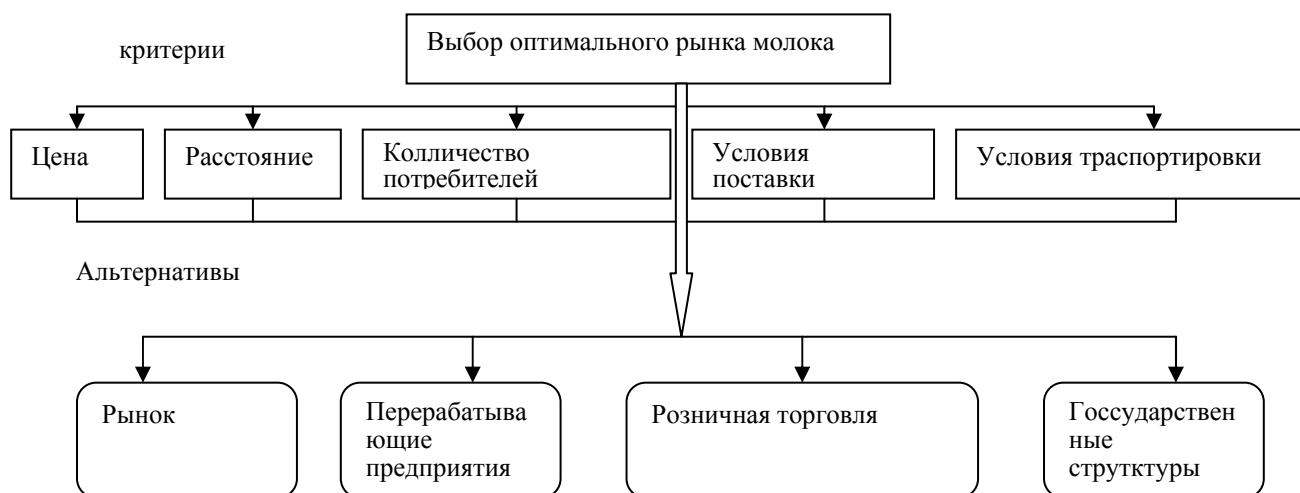 критерии
Выбор оптимального рынка молока
Цена
Расстояние
Колличество
потребителей
Условия
поставки
Условия траспортировки
Альтернативы
Рынок
Перерабатыва
ющие
предприятия
Розничная торговля
Госсударствен
ные
струтктуры